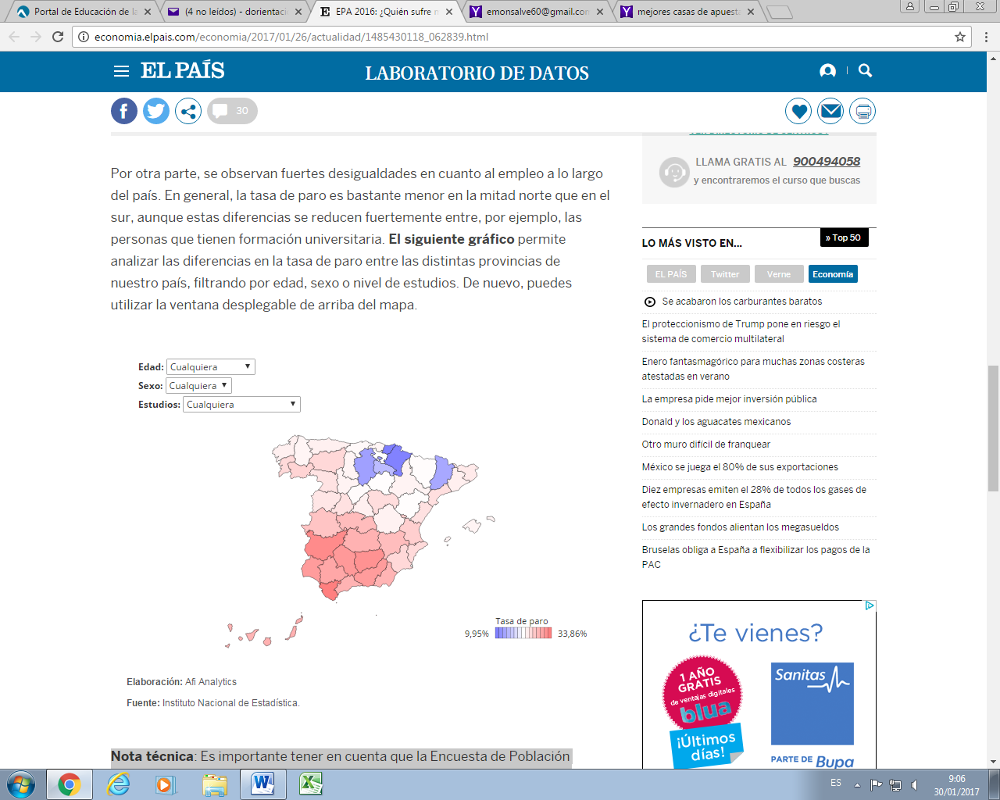 Portal de Educación de la
(4 no leídos) - dorientaci
EPA 2016: ¿Quién sufre m
emonsalve60@gmail.com
mejores casas de apuesta
economia.elpais.com/economia/2017/01/26/actualidad/1485430118_062839.html
EL PAÍS
LABORATORIO DE DATOS
30
LLAMA GRATIS AL 900494058
y encontraremos el curso que buscas
Por otra parte, se observan fuertes desigualdades en cuanto al empleo a lo largo
del país. En general, la tasa de paro es bastante menor en la mitad norte que en el
sur, aunque estas diferencias se reducen fuertemente entre, por ejemplo, las
personas que tienen formación universitaria. El siguiente gráfico permite
analizar las diferencias en la tasa de paro entre las distintas provincias de
nuestro país, filtrando por edad, sexo o nivel de estudios. De nuevo, puedes
utilizar la ventana desplegable de arriba del mapa.
LO MÁS VISTO EN...
» Top 50
EL PAÍS
Twitter
Verne
Economía
Se acabaron los carburantes baratos
El proteccionismo de Trump pone en riesgo el
sistema de comercio multilateral
Enero fantasmagórico para muchas zonas costeras
atestadas en verano
La empresa pide mejor inversión pública
Donald y los aguacates mexicanos
Otro muro difícil de franquear
México se juega el 80% de sus exportaciones
Diez empresas emiten el 28% de todos los gases de
efecto invernadero en España
Los grandes fondos alientan los megasueldos
Bruselas obliga a España a flexibilizar los pagos de la
PAC
Edad: Cualquiera
Sexo: Cualquiera
Estudios: Cualquiera
Tasa de paro
9,95%
33,86%
Elaboración: Afi Analytics
Fuente: Instituto Nacional de Estadística.
Nota técnica: Es importante tener en cuenta que la Encuesta de Población
¿Te vienes?
1 AÑO
GRATIS
de ventajas digitales
blua
¡Últimos
días!
Sanitas
PARTE DE Bupa
ES
9:06
30/01/2017